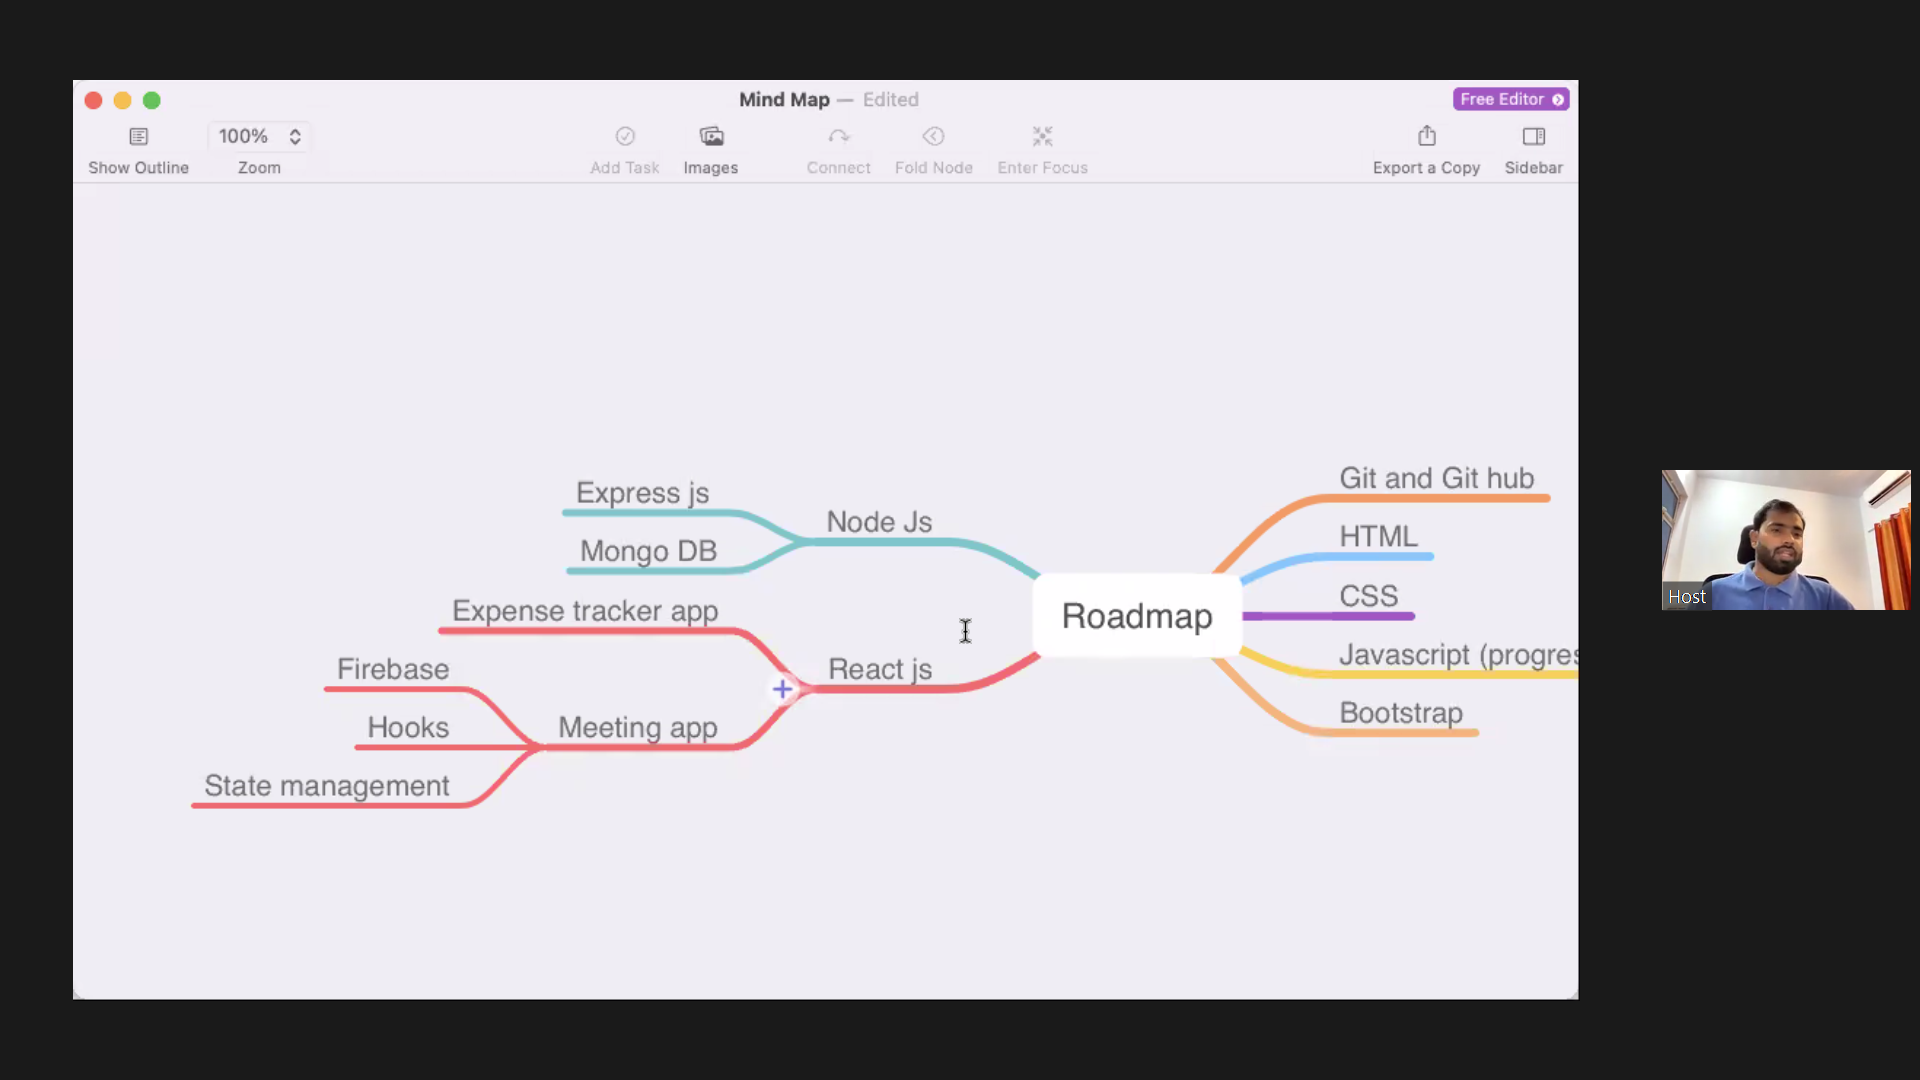 Mind Map — Edited
Free Editor
100%
Show Outline
Zoom
Add Task
Images
Connect
Fold Node
Enter Focus
Export a Copy
Sidebar
Express js
Mongo DB
Node Js
Expense tracker app
Firebase
Hooks
State management
Meeting app
React js
Roadmap
Git and Git hub
HTML
CSS
Javascript (progres
Bootstrap
Host